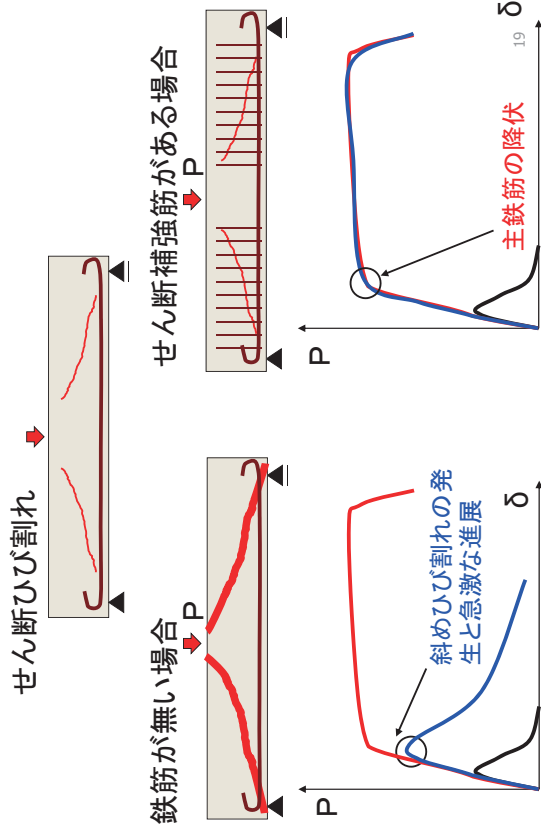 せん断ひび割れ
鉄筋が無い場合
P
せん断補強筋がある場合
P
P
斜めひび割れの発
生と急激な進展
δ
P
主鉄筋の降伏
δ
19